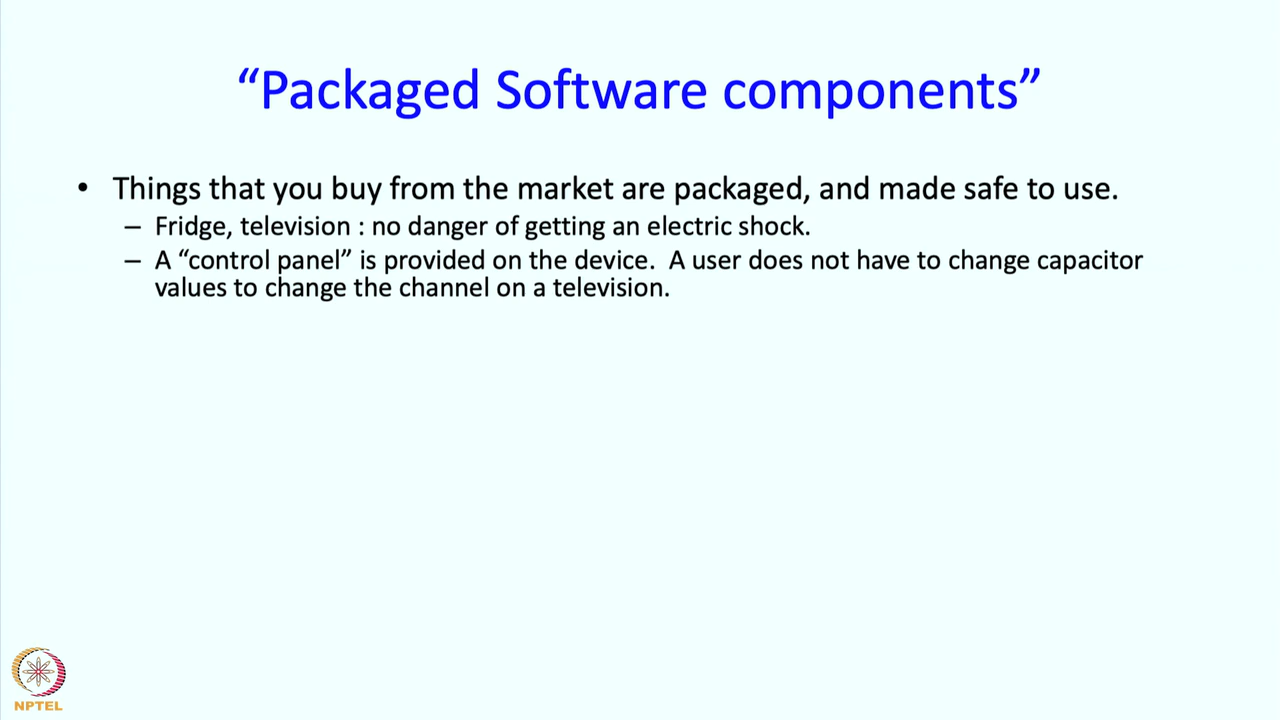 “Packaged Software components”
• Things that you buy from the market are packaged, and made safe to use.
– Fridge, television : no danger of getting an electric shock.
– A “control panel” is provided on the device.  A user does not have to change capacitor
values to change the channel on a television.
NPTEL